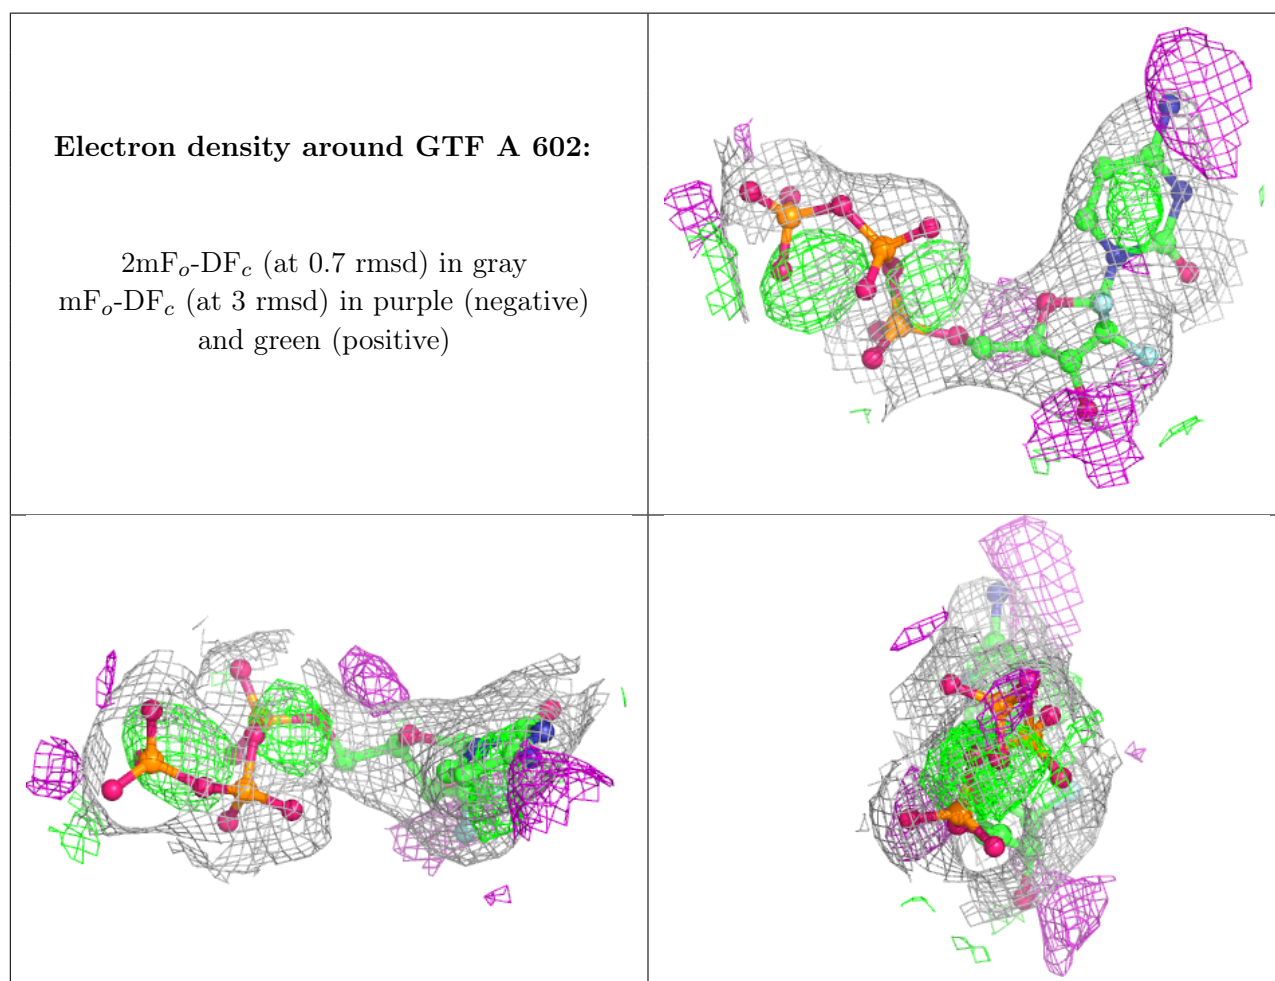 Electron density around GTF A 602:
2mFo-DFc (at 0.7 rmsd) in gray
mFo-DFc (at 3 rmsd) in purple (negative)
and green (positive)